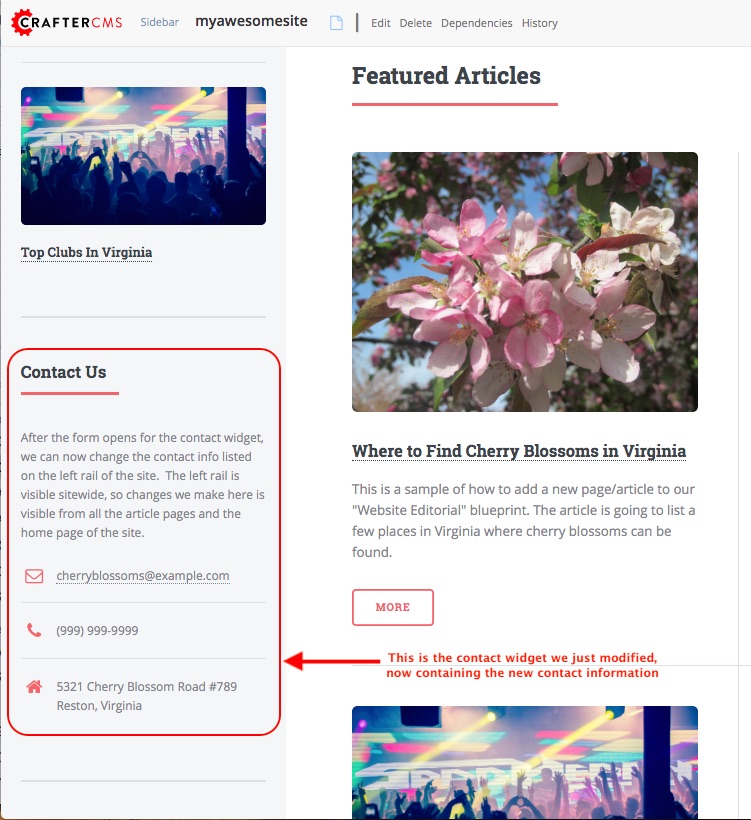 CRAFTERCMS Sidebar myawesomesite | Edit Delete Dependencies History
Top Clubs In Virginia
Contact Us
After the form opens for the contact widget,
we can now change the contact info listed
on the left rail of the site.  The left rail is
visible sitewide, so changes we make here is
visible from all the article pages and the
home page of the site.
cherryblossoms@example.com
(999) 999-9999
5321 Cherry Blossom Road #789
Reston, Virginia
Featured Articles
Where to Find Cherry Blossoms in Virginia
This is a sample of how to add a new page/article to our
"Website Editorial" blueprint. The article is going to list a
few places in Virginia where cherry blossoms can be
found.
MORE
This is the contact widget we just modified,
now containing the new contact information